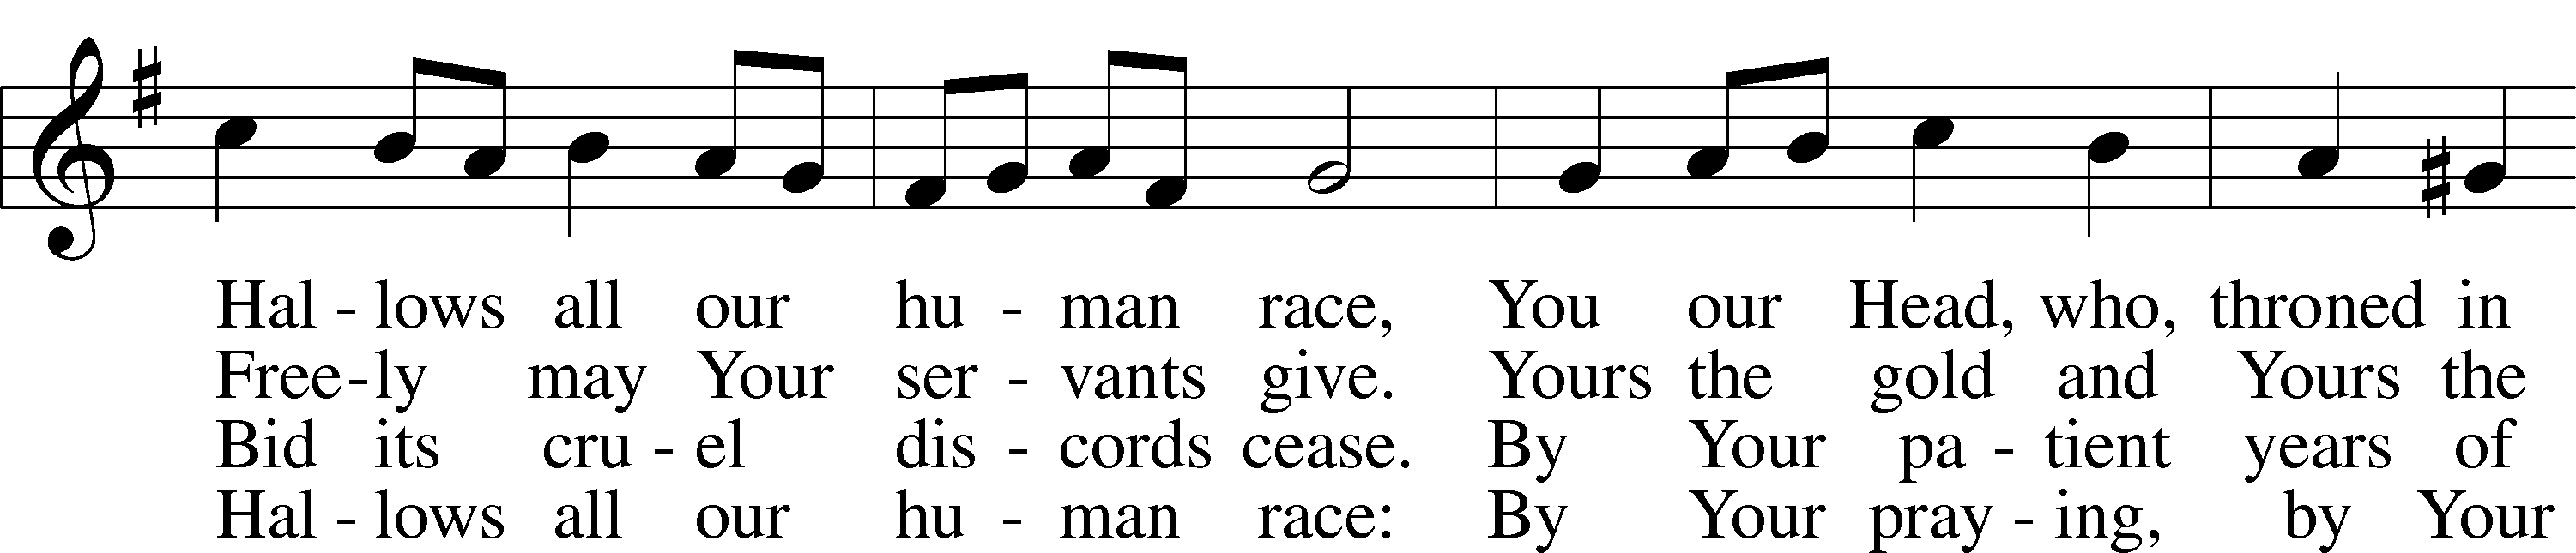 Hal - lows all our hu - man race, You our Head, who, throned in
Free - ly may Your ser - vants give. Yours the gold and Yours the
Bid its cru - el dis - cords cease. By Your pa - tient years of
Hal - lows all our hu - man race: By Your pray - ing, by Your